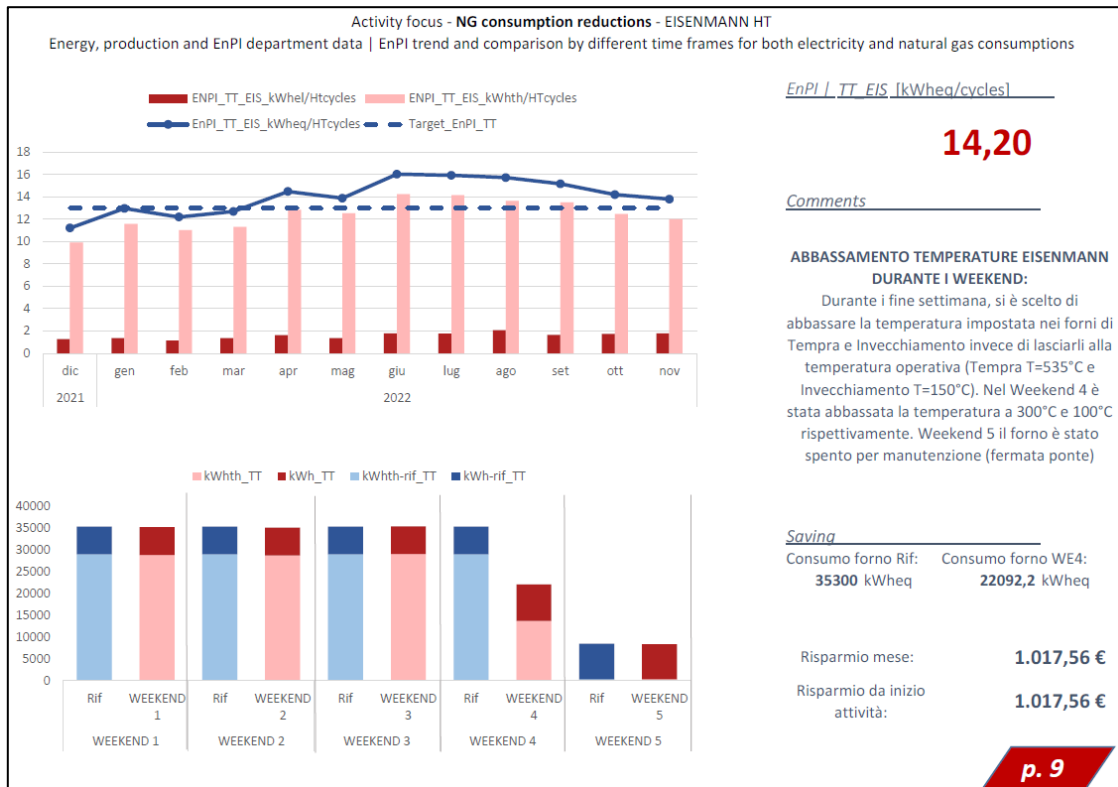 Activity focus - NG consumption reductions - EISENMANN HT
Energy, production and EnPI department data | EnPI trend and comparison by different time frames for both electricity and natural gas consumptions
ENPI_TT_EIS_kWhel/Htcycles ENPI_TT_EIS_kWhth/HTcycles
EnPI_TT_EIS_kWheq/HTcycles Target_EnPI_TT
18
16
14
12
10
8
6
4
2
0
dic gen feb mar apr mag giu lug ago set ott nov
2021 2022
EnPI | TT_EIS [kWheq/cycles]
14,20
Comments
ABBASSAMENTO TEMPERATURE EISENMANN
DURANTE I WEEKEND:
Durante i fine settimana, si è scelto di
abbassare la temperatura impostata nei forni di
Tempra e Invecchiamento invece di lasciarli alla
temperatura operativa (Tempra T=535°C e
Invecchiamento T=150°C). Nel Weekend 4 è
stata abbassata la temperatura a 300°C e 100°C
rispettivamente. Weekend 5 il forno è stato
spento per manutenzione (fermata ponte)
kWhth_TT kWh_TT kWhth-rif_TT kWh-rif_TT
40000
35000
30000
25000
20000
15000
10000
5000
0
Rif WEEKEND 1 Rif WEEKEND 2 Rif WEEKEND 3 Rif WEEKEND 4 Rif WEEKEND 5
WEEKEND 1 WEEKEND 2 WEEKEND 3 WEEKEND 4 WEEKEND 5
Saving
Consumo forno Rif: Consumo forno WE4:
35300 kWheq 22092,2 kWheq
Risparmio mese: 1.017,56 €
Risparmio da inizio
attività: 1.017,56 €
p. 9